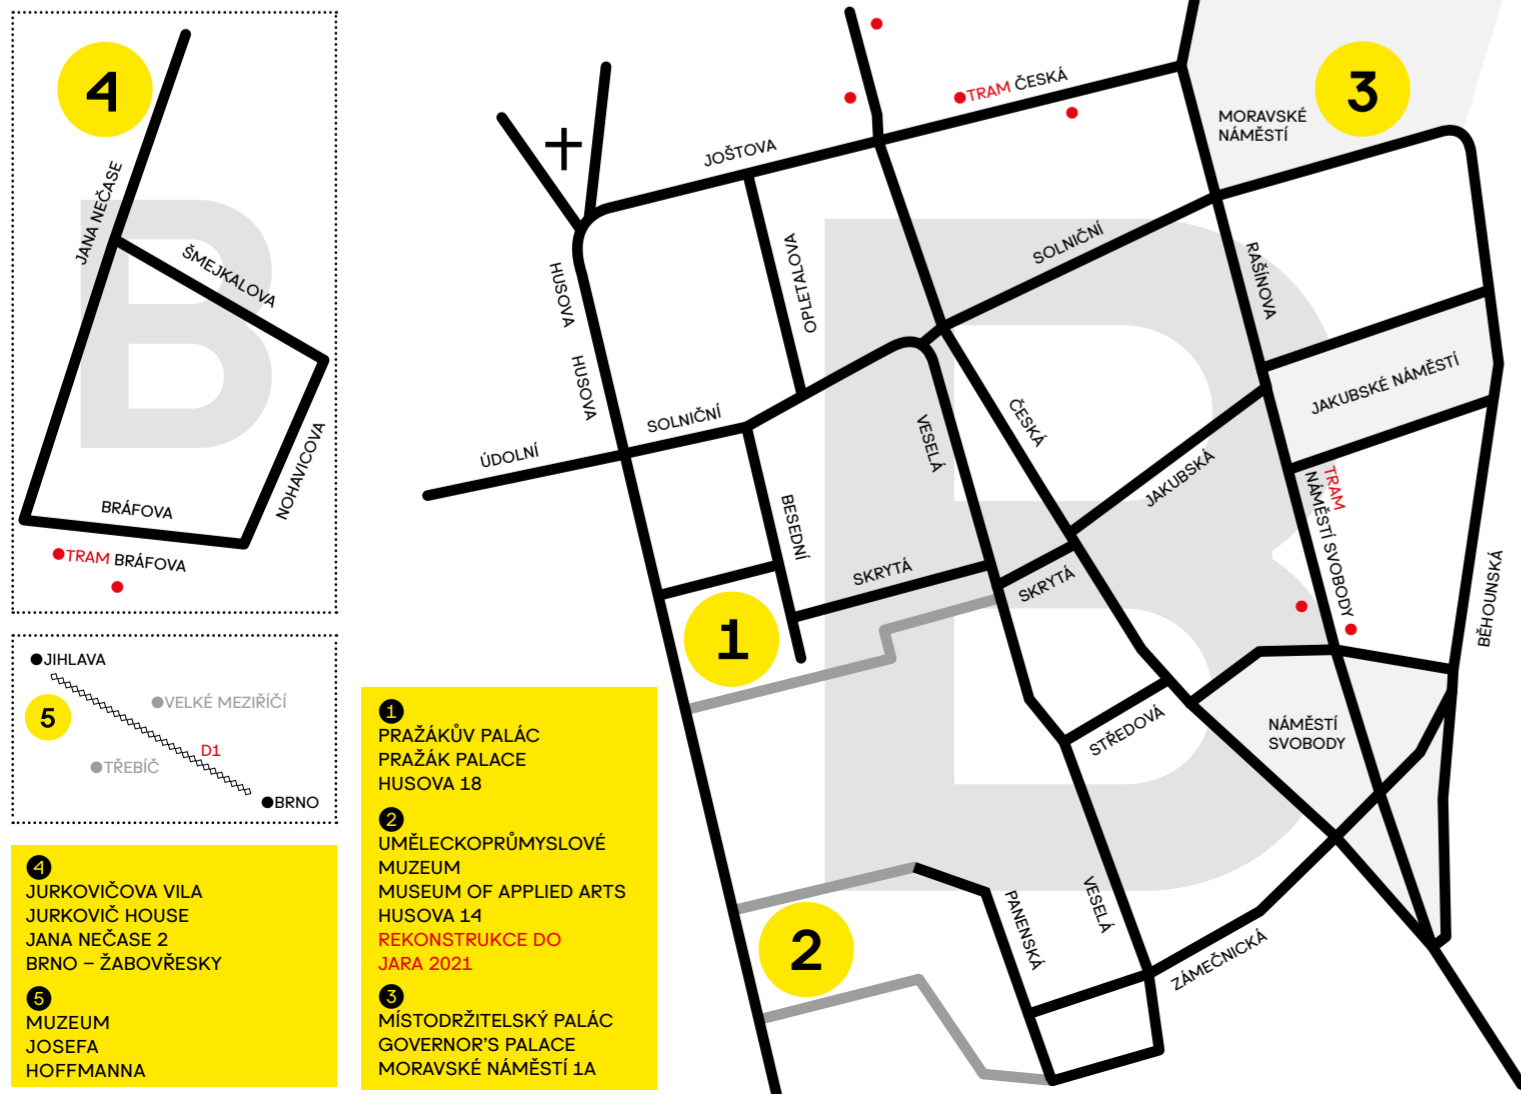 4
JANA NEČASE
ŠMEJKALOVA
NOHAVICOVA
BRÁFOVA
TRAM BRÁFOVA
B
JIHLAVA
5
VELKÉ MEZIŘÍČÍ
D1
TŘEBÍČ
BRNO
4
JURKOVIČOVA VILA
JURKOVIČ HOUSE
JANA NEČASE 2
BRNO – ŽABOVŘESKY
5
MUZEUM
JOSEFA
HOFFMANNA
1
PRAŽÁKŮV PALÁC
PRAŽÁK PALACE
HUSOVA 18
2
UMĚLECKOPRŮMYSLOVÉ
MUZEUM
MUSEUM OF APPLIED ARTS
HUSOVA 14
REKONSTRUKCE DO
JARA 2021
3
MÍSTODRŽITELSKÝ PALÁC
GOVERNOR'S PALACE
MORAVSKÉ NÁMĚSTÍ 1A
TRAM ČESKÁ
3
MORAVSKÉ
NÁMĚSTÍ
JOŠTOVA
HUSOVA
HUSOVA
OPLETALOVA
SOLNIČNÍ
RAŠÍNOVA
B
SOLNIČNÍ
ÚDOLNÍ
VESELÁ
ČESKÁ
JAKUBSKÉ NÁMĚSTÍ
JAKUBSKÁ
BESEDNÍ
SKRYTÁ
SKRYTÁ
TRAM
NÁMĚSTÍ SVOBODY
BĚHOUNSKÁ
1
STŘEDOVÁ
NÁMĚSTÍ
SVOBODY
2
PANENSKÁ
VESELÁ
ZÁMEČNICKÁ